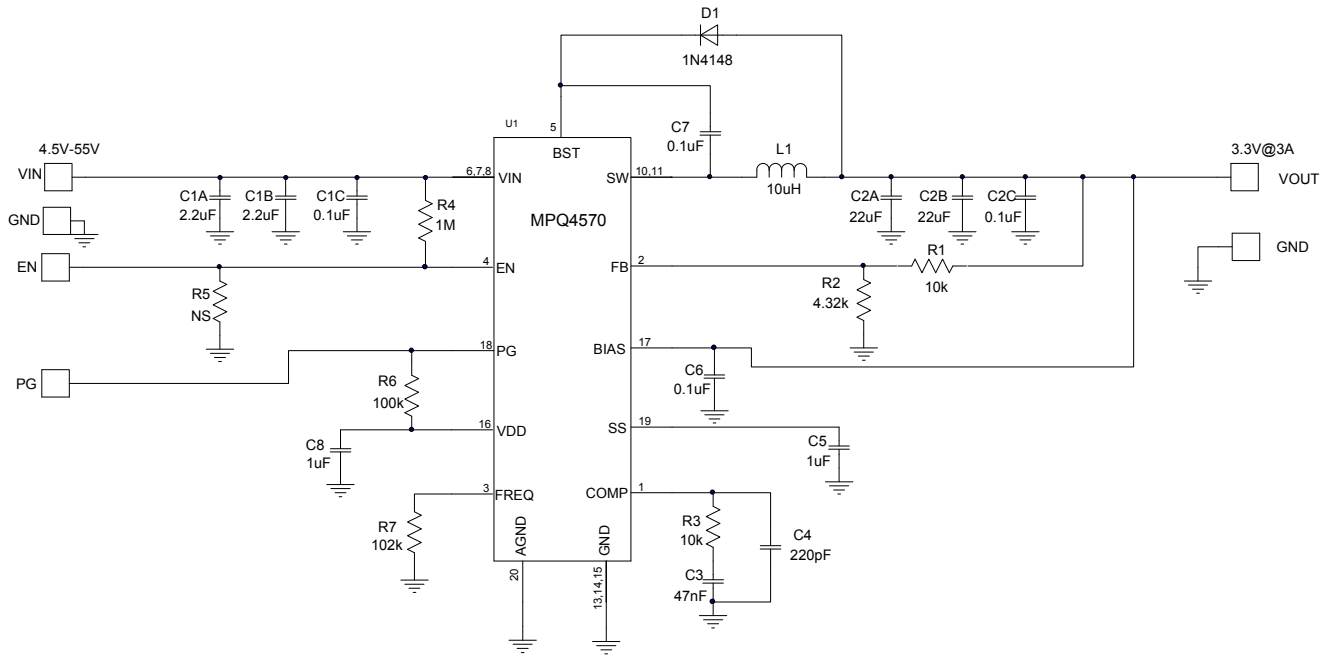 D1
1N4148
U1
5
BST
C7
0.1uF
L1
10uH
4.5V-55V
VIN
GND
EN
C1A
2.2uF
C1B
2.2uF
C1C
0.1uF
R4
1M
6,7,8
VIN
MPQ4570
SW
10,11
C2A
22uF
C2B
22uF
C2C
0.1uF
3.3V@3A
VOUT
GND
4
EN
FB
2
R1
10k
R2
4.32k
R5
NS
PG
18
PG
R6
100k
BIAS
17
C6
0.1uF
16
VDD
C8
1uF
SS
19
C5
1uF
3
FREQ
R7
102k
COMP
1
R3
10k
C4
220pF
C3
47nF
AGND
20
GND
13,14,15